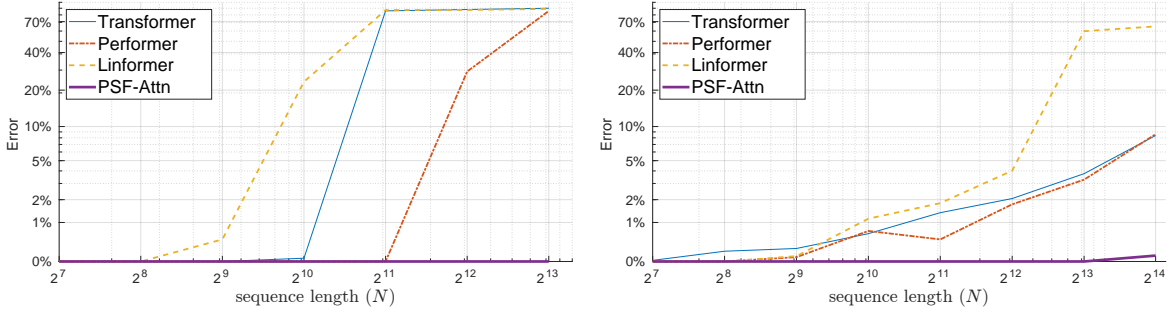 70%
40%
20%
10%
5%
2%
1%
0%
Error
Transformer
Performer
Linformer
PSF-Attn
2^7
2^8
2^9
2^10
2^11
2^12
2^13
sequence length (N)
70%
40%
20%
10%
5%
2%
1%
0%
Error
Transformer
Performer
Linformer
PSF-Attn
2^7
2^8
2^9
2^10
2^11
2^12
2^13
2^14
sequence length (N)